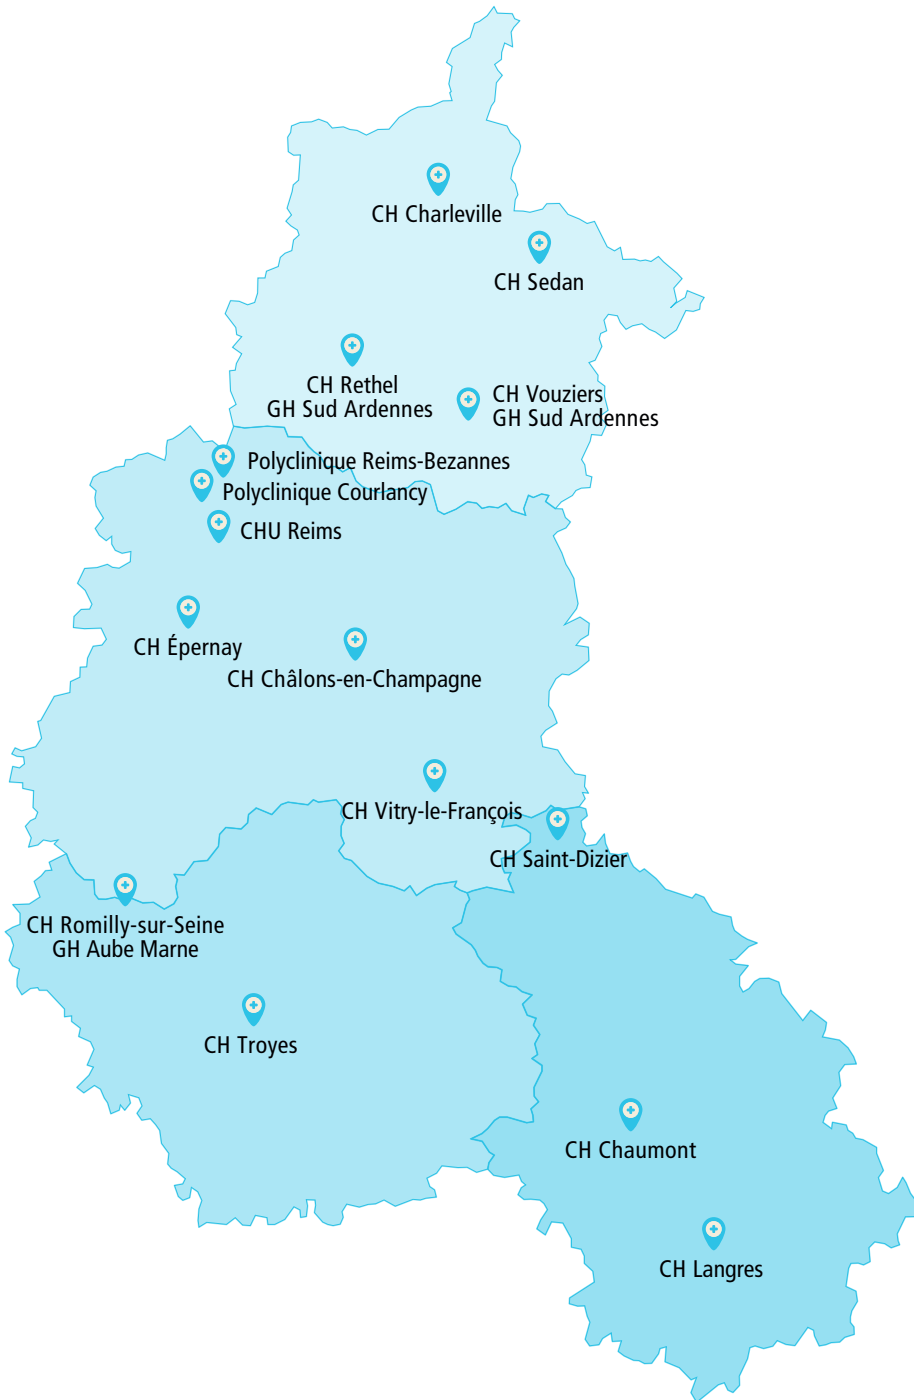 CH Charleville
CH Sedan
CH Rethel
GH Sud Ardennes
CH Vouziers
GH Sud Ardennes
Polyclinique Reims-Bezannes
Polyclinique Courlancy
CHU Reims
CH Épernay
CH Châlons-en-Champagne
CH Vitry-le-François
CH Saint-Dizier
CH Romilly-sur-Seine
GH Aube Marne
CH Troyes
CH Chaumont
CH Langres